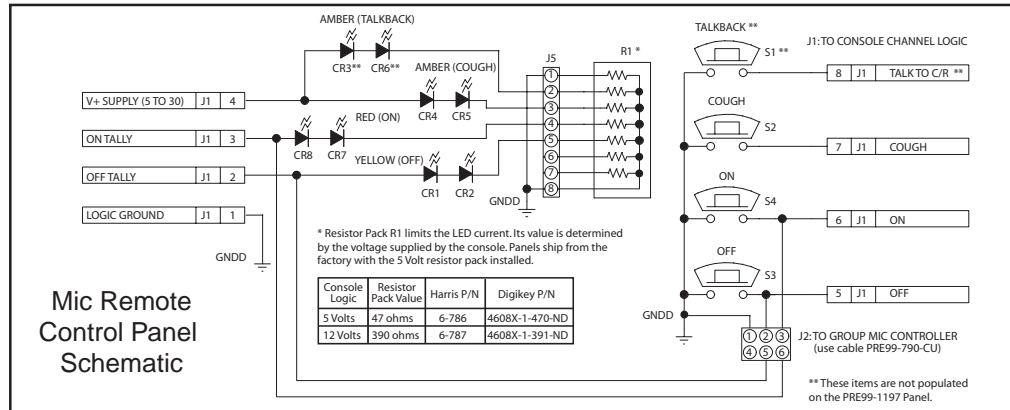 AMBER (TALKBACK)
CR3** CR6**
AMBER (COUGH)
CR4 CR5
RED (ON)
CR8 CR7
YELLOW (OFF)
CR1 CR2
V+ SUPPLY (5 TO 30) J1 4
ON TALLY J1 3
OFF TALLY J1 2
LOGIC GROUND J1 1
GNDD
J5
1
2
3
4
5
6
7
8
GNDD
R1 *
TALKBACK **
S1 **
J1: TO CONSOLE CHANNEL LOGIC
8 J1 TALK TO C/R **
COUGH
S2
7 J1 COUGH
ON
S4
6 J1 ON
OFF
S3
5 J1 OFF
GNDD
1 2 3
4 5 6
J2: TO GROUP MIC CONTROLLER
(use cable PRE99-790-CU)
** These items are not populated
on the PRE99-1197 Panel.
* Resistor Pack R1 limits the LED current. Its value is determined
by the voltage supplied by the console. Panels ship from the
factory with the 5 Volt resistor pack installed.
Console Logic Resistor Pack Value Harris P/N Digikey P/N
5 Volts 47 ohms 6-786 4608X-1-470-ND
12 Volts 390 ohms 6-787 4608X-1-391-ND
Mic Remote
Control Panel
Schematic